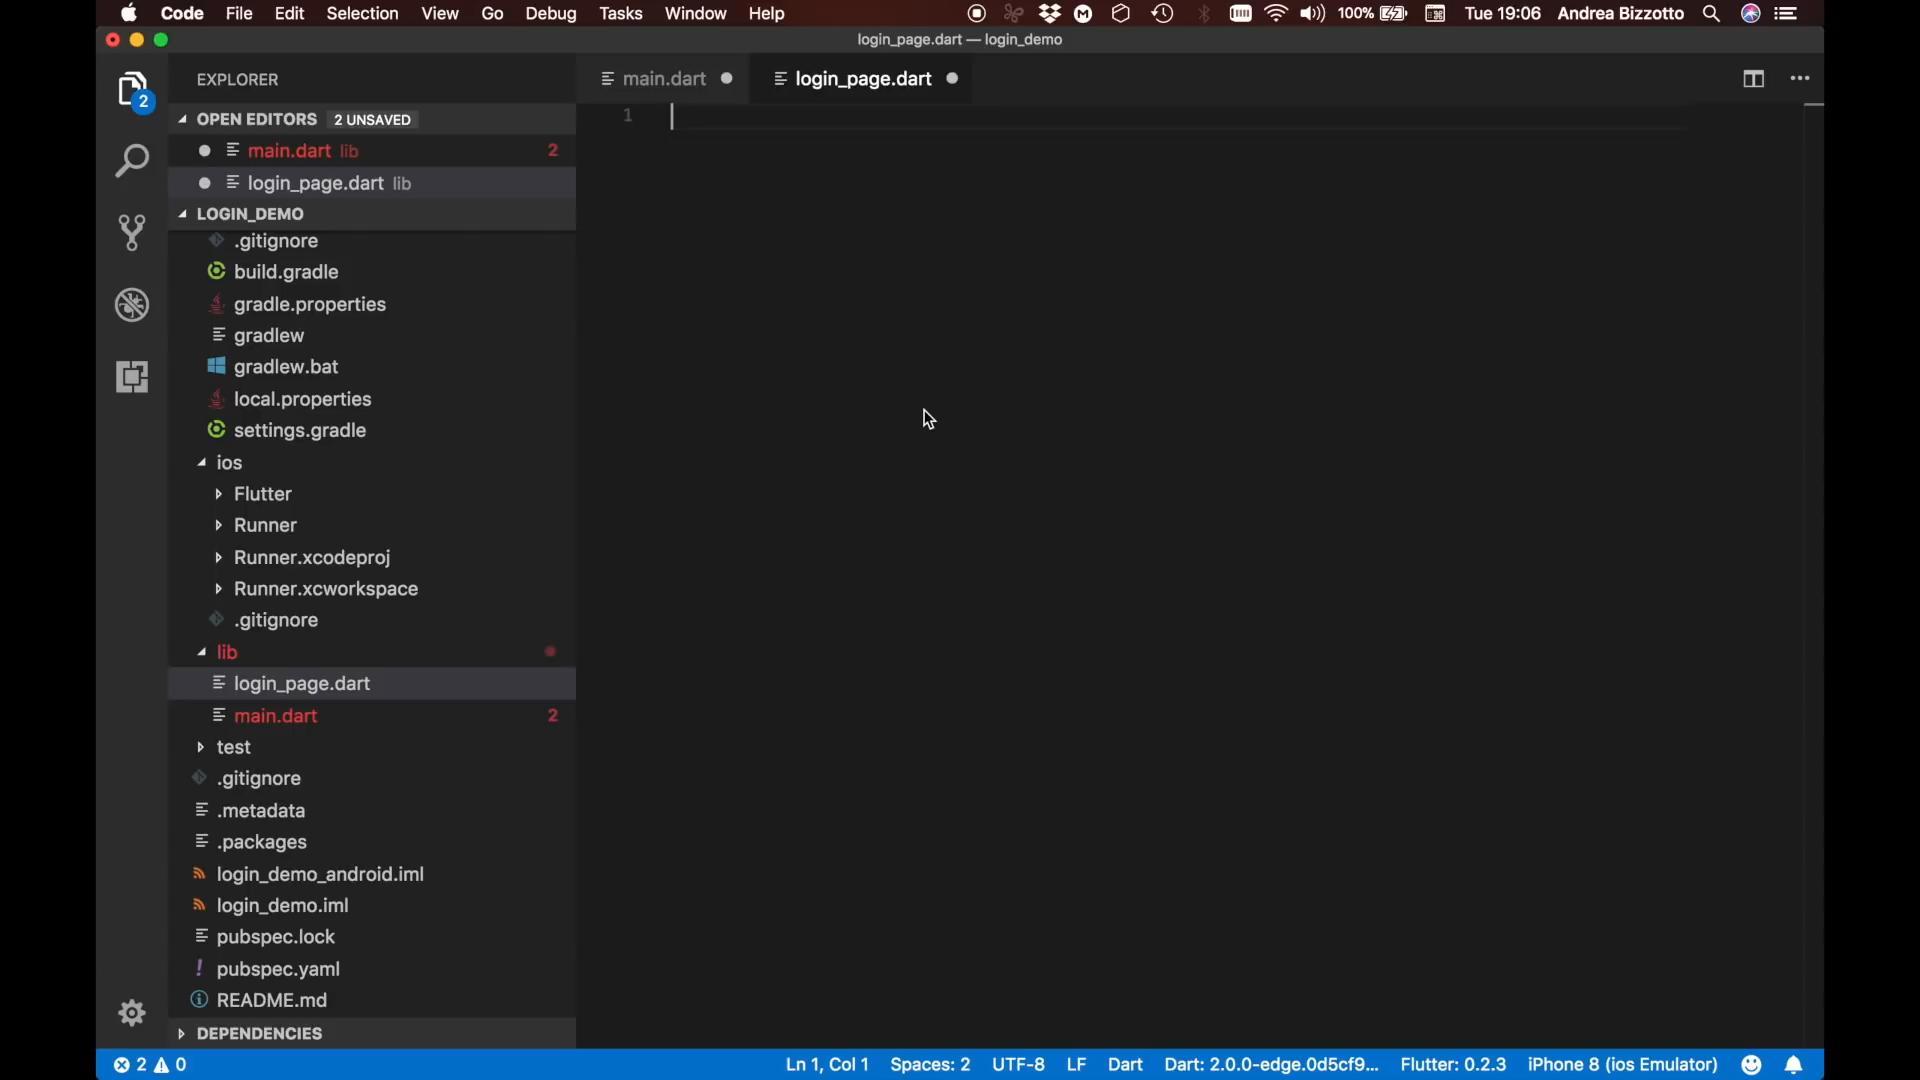 Code File Edit Selection View Go Debug Tasks Window Help 100% Tue 19:06 Andrea Bizzotto
login_page.dart — login_demo
2
EXPLORER
main.dart login_page.dart
OPEN EDITORS 2 UNSAVED
main.dart lib 2
login_page.dart lib
LOGIN_DEMO
.gitignore
build.gradle
gradle.properties
gradlew
gradlew.bat
local.properties
settings.gradle
ios
Flutter
Runner
Runner.xcodeproj
Runner.xcworkspace
.gitignore
lib
login_page.dart
main.dart 2
test
.gitignore
.metadata
.packages
login_demo_android.iml
login_demo.iml
pubspec.lock
pubspec.yaml
README.md
DEPENDENCIES
1
2 0 Ln 1, Col 1 Spaces: 2 UTF-8 LF Dart Dart: 2.0.0-edge.0d5cf9... Flutter: 0.2.3 iPhone 8 (ios Emulator)